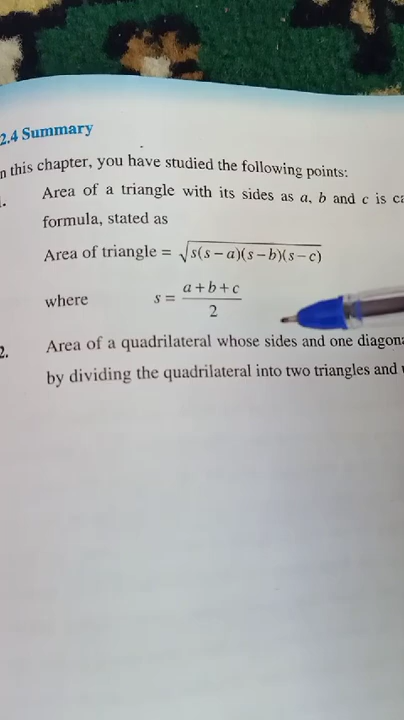 2.4 Summary
n this chapter, you have studied the following points:
Area of a triangle with its sides as a, b and c is
formula, stated as
Area of triangle = √s(s – a)(s – b)(s – c)
where s = (a + b + c)/2
2. Area of a quadrilateral whose sides and one
by dividing the quadrilateral into two triangles and